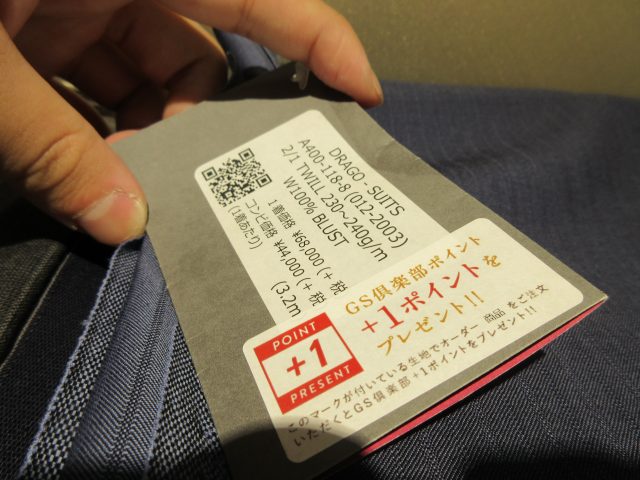 DRAGO - SUITS
A400-118-8 (012-2003)
2/1 TWILL 230〜240g/m
W100% BLUST
1着価格 ¥68,000 (+ 税
コンビ価格 ¥44,000 (+ 税
(1着あたり) (3.2m
GS倶楽部ポイント
+1ポイントを
プレゼント!!
POINT
+1
PRESENT
このマークが付いている生地でオーダー商品をご注文
いただくとGS倶楽部+1ポイントをプレゼント!!